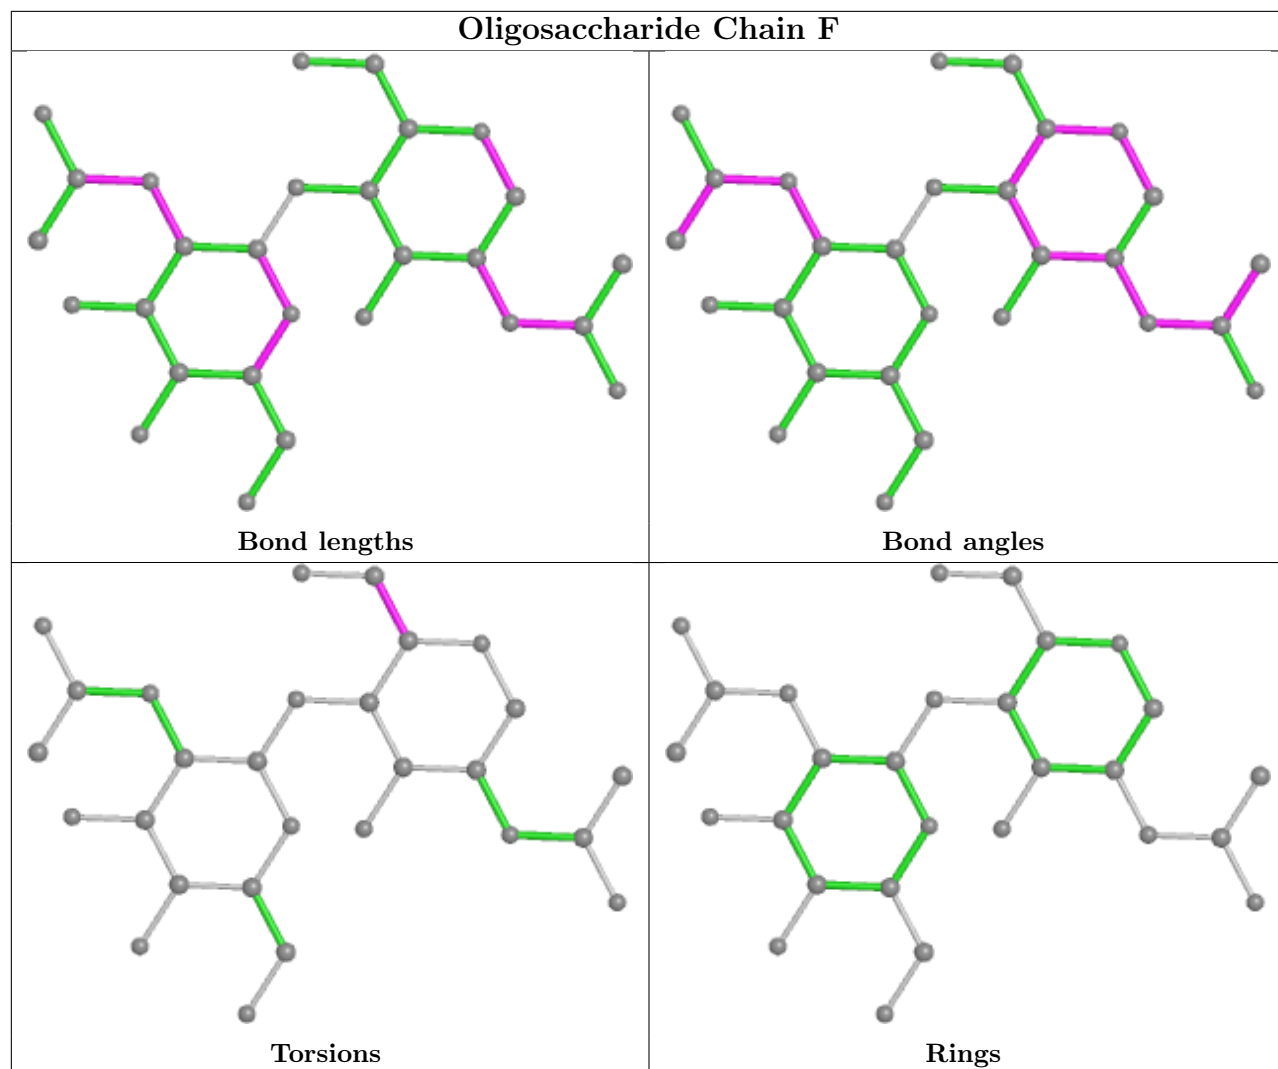 Oligosaccharide Chain F
Bond lengths
Bond angles
Torsions
Rings